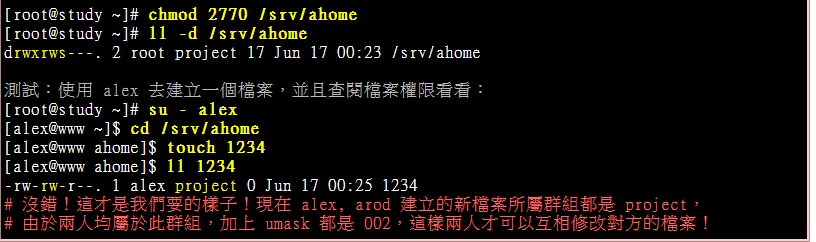 [root@study ~]# chmod 2770 /srv/ahome
[root@study ~]# ll -d /srv/ahome
drwxrws---. 2 root project 17 Jun 17 00:23 /srv/ahome
測試：使用 alex 去建立一個檔案，並且查閱檔案權限看看：
[root@study ~]# su - alex
[alex@www ~]$ cd /srv/ahome
[alex@www ahome]$ touch 1234
[alex@www ahome]$ ll 1234
-rw-rw-r--. 1 alex project 0 Jun 17 00:25 1234
# 沒錯！這才是我們要的樣子！現在 alex, arod 建立的新檔案所屬群組都是 project，
# 由於兩人均屬於此群組，加上 umask 都是 002，這樣兩人才可以互相修改對方的檔案！